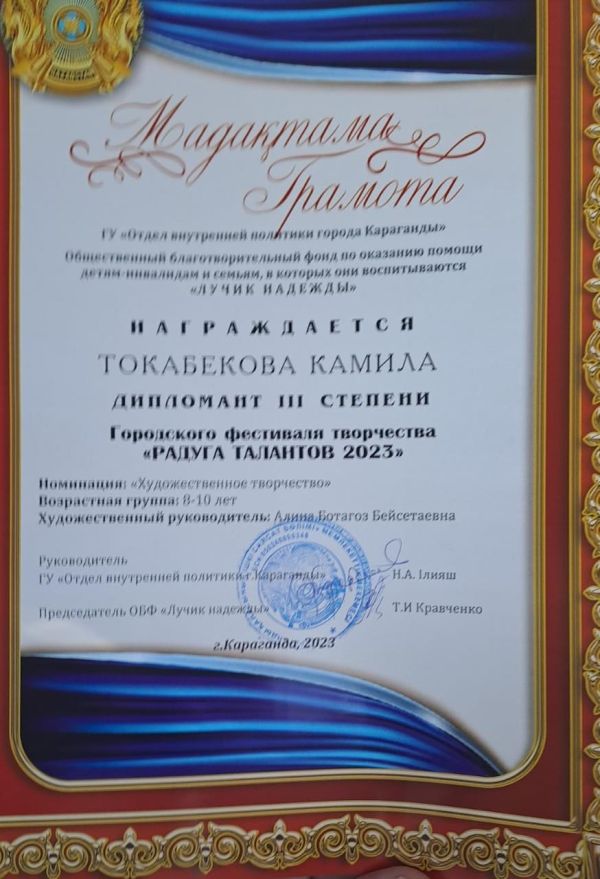 Мадақтама
Грамота
ГУ «Отдел внутренней политики города Караганды»
Общественный благотворительный фонд по оказанию помощи
детям-инвалидам и семьям, в которых они воспитываются
«ЛУЧИК НАДЕЖДЫ»
НАГРАЖДАЕТСЯ
ТОКАБЕКОВА КАМИЛА
ДИПЛОМАНТ III СТЕПЕНИ
Городского фестиваля творчества
«РАДУГА ТАЛАНТОВ 2023»
Номинация: «Художественное творчество»
Возрастная группа: 8-10 лет
Художественный руководитель: Алина Ботагоз Бейсетаевна
Руководитель
ГУ «Отдел внутренней политики г.Караганды» Н.А. Ілияш
Председатель ОБФ «Лучик надежды» Т.И Кравченко
г.Караганда, 2023